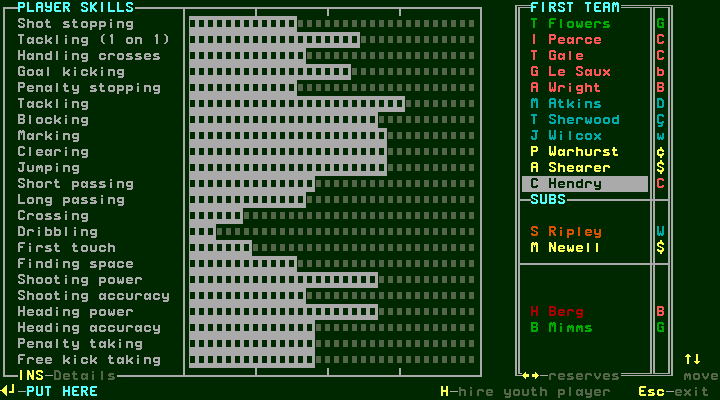 PLAYER SKILLS
Shot stopping
Tackling (1 on 1)
Handling crosses
Goal kicking
Penalty stopping
Tackling
Blocking
Marking
Clearing
Jumping
Short passing
Long passing
Crossing
Dribbling
First touch
Finding space
Shooting power
Shooting accuracy
Heading power
Heading accuracy
Penalty taking
Free kick taking
INS-Details
PUT HERE
FIRST TEAM
T Flowers G
I Pearce C
T Gale C
G Le Saux b
A Wright B
M Atkins D
T Sherwood Ç
J Wilcox w
P Warhurst ¢
A Shearer $
C Hendry C
SUBS
S Ripley W
M Newell $
H Berg B
B Mimms G
↔ reserves
↑↓ move
H-hire youth player
Esc-exit